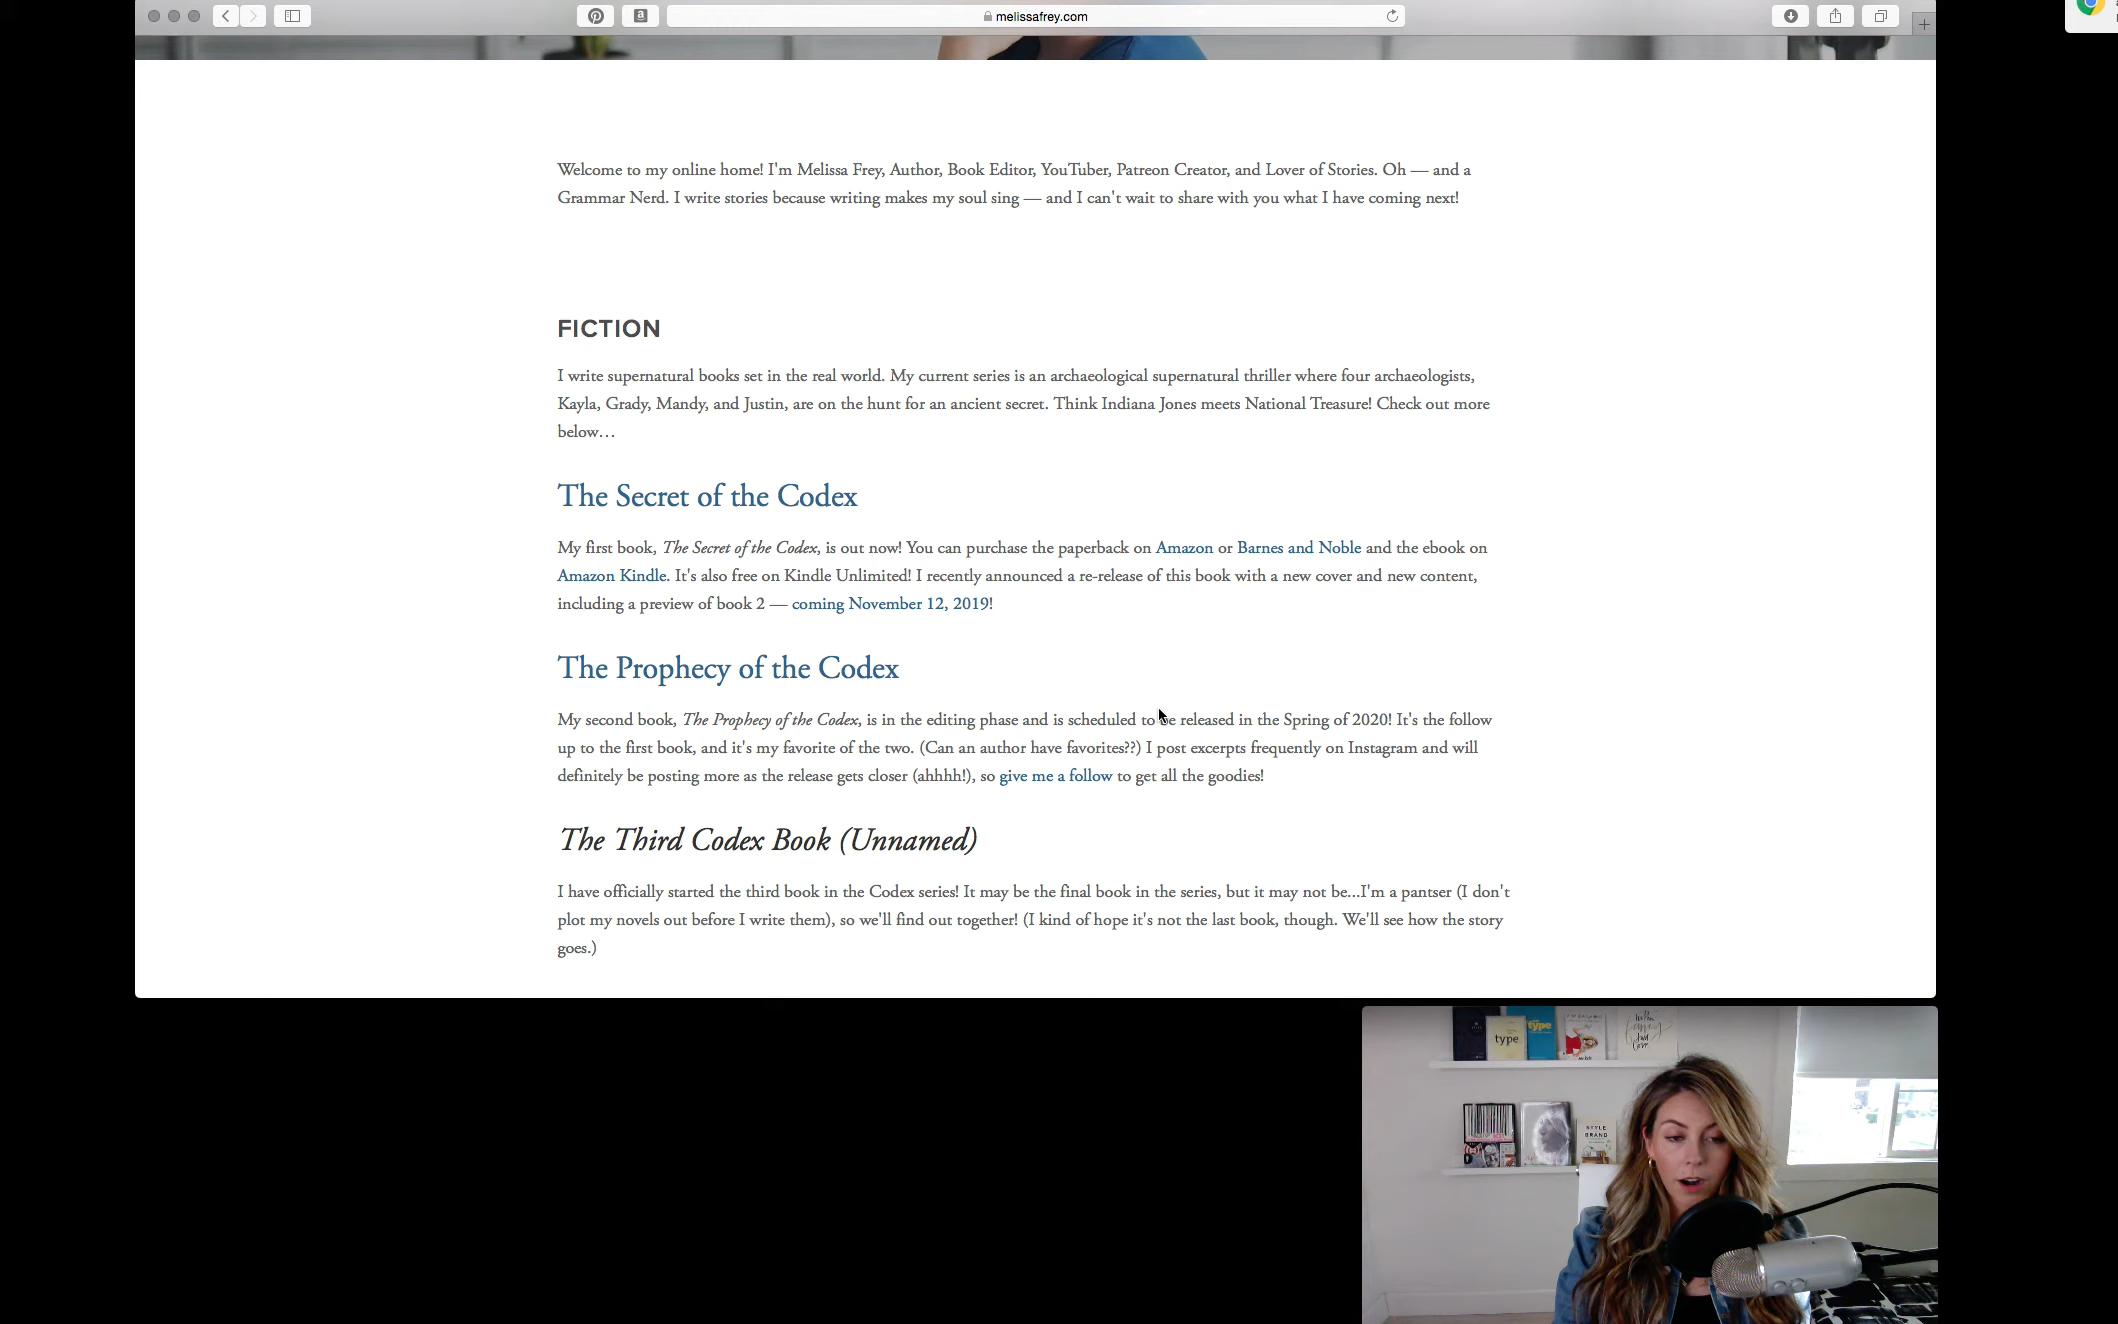 melissafrey.com
Welcome to my online home! I'm Melissa Frey, Author, Book Editor, YouTuber, Patreon Creator, and Lover of Stories. Oh — and a
Grammar Nerd. I write stories because writing makes my soul sing — and I can't wait to share with you what I have coming next!
FICTION
I write supernatural books set in the real world. My current series is an archaeological supernatural thriller where four archaeologists,
Kayla, Grady, Mandy, and Justin, are on the hunt for an ancient secret. Think Indiana Jones meets National Treasure! Check out more
below…
The Secret of the Codex
My first book, The Secret of the Codex, is out now! You can purchase the paperback on Amazon or Barnes and Noble and the ebook on
Amazon Kindle. It's also free on Kindle Unlimited! I recently announced a re-release of this book with a new cover and new content,
including a preview of book 2 — coming November 12, 2019!
The Prophecy of the Codex
My second book, The Prophecy of the Codex, is in the editing phase and is scheduled to be released in the Spring of 2020! It's the follow
up to the first book, and it's my favorite of the two. (Can an author have favorites??) I post excerpts frequently on Instagram and will
definitely be posting more as the release gets closer (ahhhh!), so give me a follow to get all the goodies!
The Third Codex Book (Unnamed)
I have officially started the third book in the Codex series! It may be the final book in the series, but it may not be...I'm a pantser (I don't
plot my novels out before I write them), so we'll find out together! (I kind of hope it's not the last book, though. We'll see how the story
goes.)
type
type
STYLE
BRAND